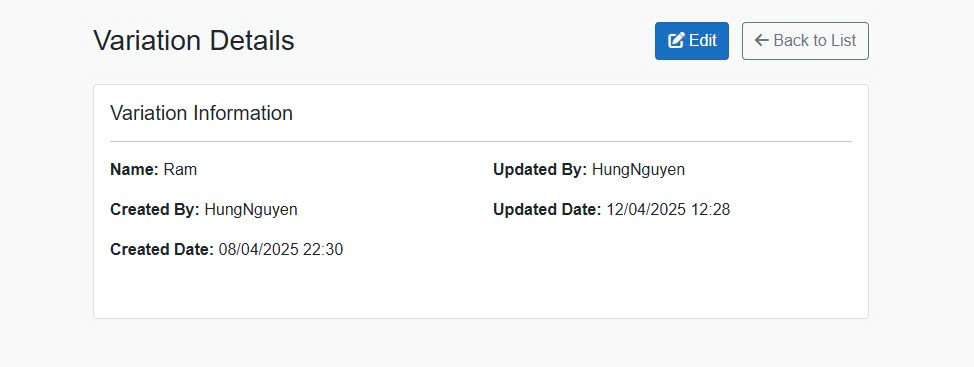 Variation Details
Edit
Back to List
Variation Information
Name: Ram
Updated By: HungNguyen
Created By: HungNguyen
Updated Date: 12/04/2025 12:28
Created Date: 08/04/2025 22:30